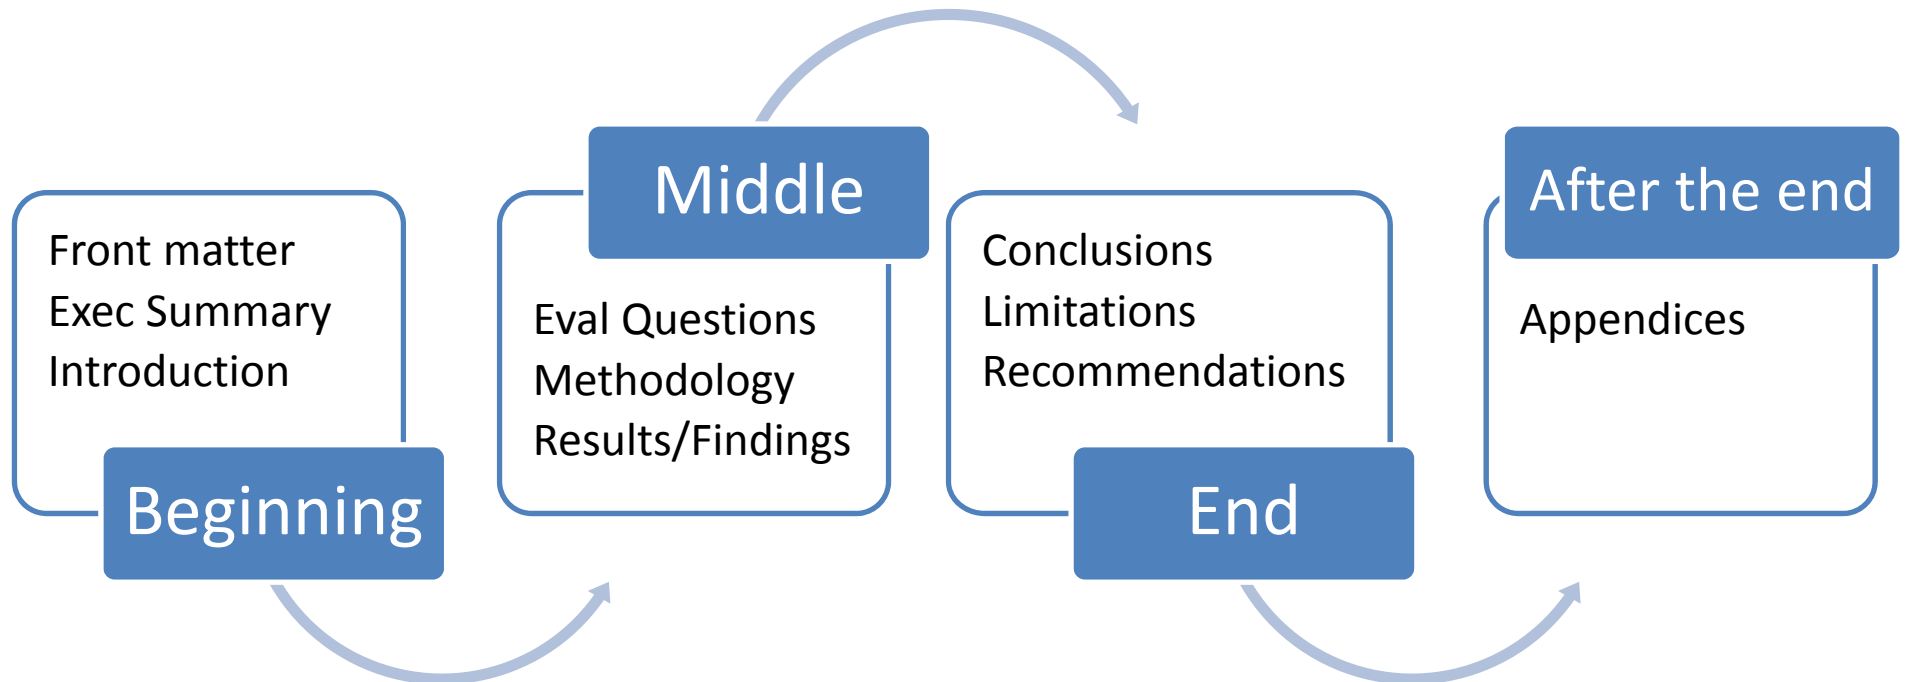 Front matter
Exec Summary
Introduction
Beginning
Middle
Eval Questions
Methodology
Results/Findings
Conclusions
Limitations
Recommendations
End
After the end
Appendices